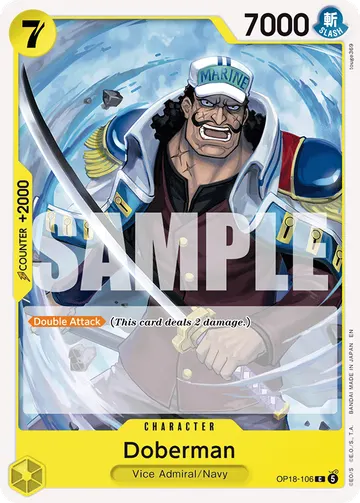 7
7000
斬
SLASH
tougo369
MARINE
COUNTER +2000
SAMPLE
Double Attack (This card deals 2 damage.)
CHARACTER
Doberman
Vice Admiral/Navy
OP18-106 C 5
©E.O./S. ©E.O./S., T.A. BANDAI MADE IN JAPAN EN